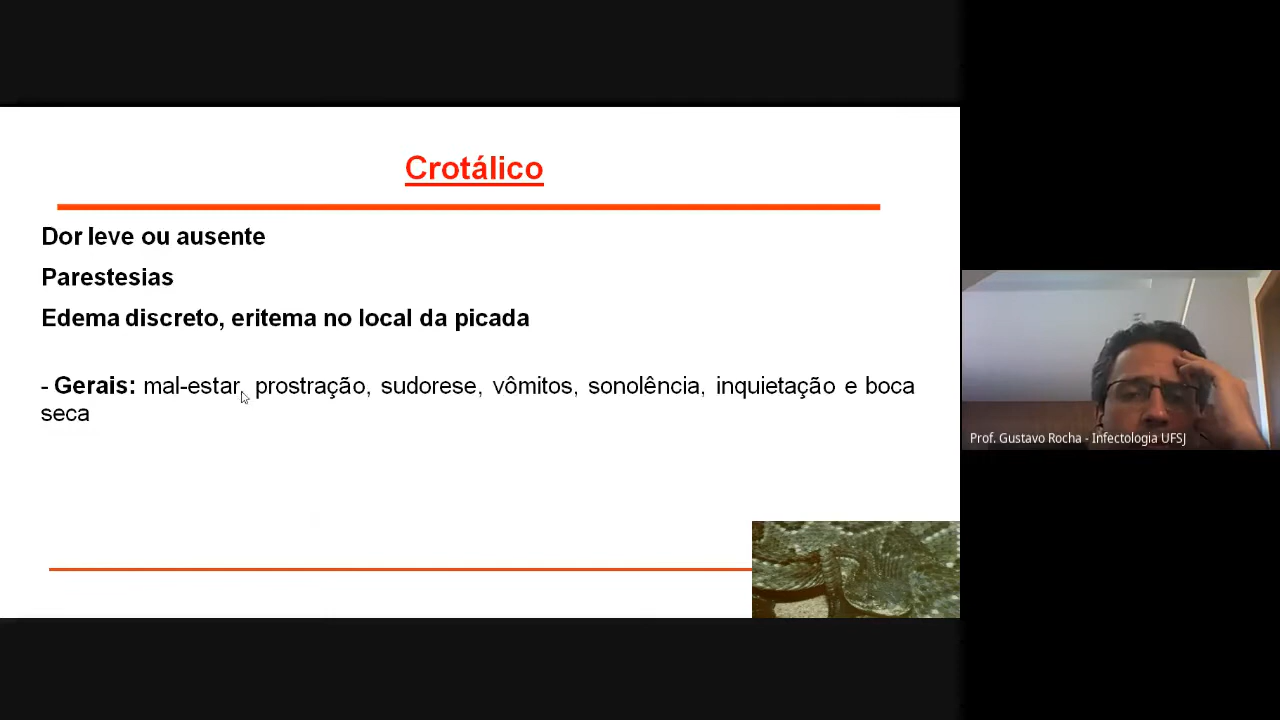 Crotálico
Dor leve ou ausente
Parestesias
Edema discreto, eritema no local da picada
- Gerais: mal-estar, prostração, sudorese, vômitos, sonolência, inquietação e boca
seca
Prof. Gustavo Rocha - Infectologia UFSJ